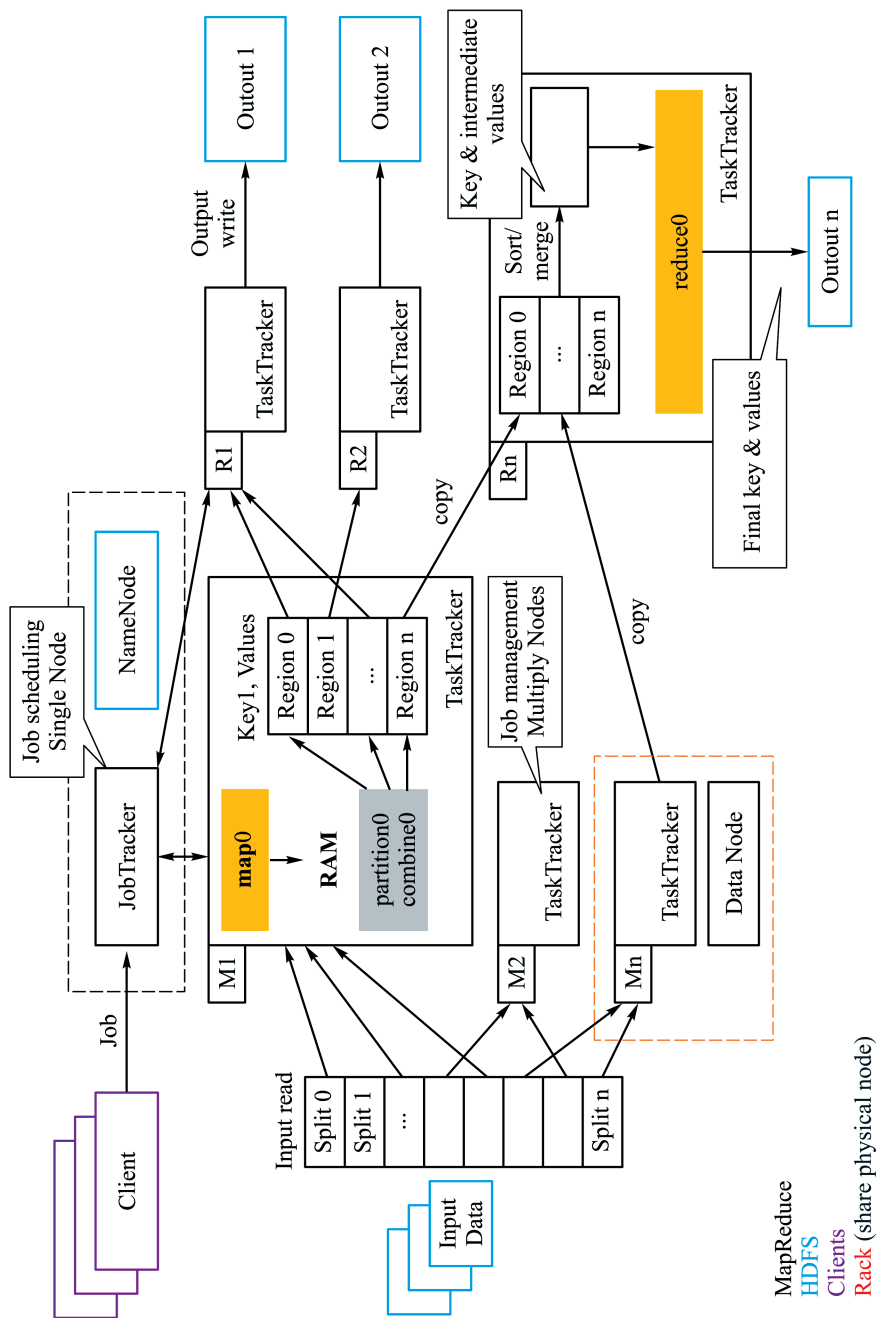 Job scheduling
Single Node
Client
Job
JobTracker
NameNode
Input
Data
Input read
Split 0
Split 1
...
Split n
M1
map0
RAM
partition0
combine0
Key1, Values
Region 0
Region 1
...
Region n
TaskTracker
M2
TaskTracker
Job management
Multiply Nodes
Mn
TaskTracker
Data Node
copy
copy
R1
TaskTracker
Output
write
Outout 1
R2
TaskTracker
Outout 2
Rn
Region 0
...
Region n
Sort/
merge
Key & intermediate
values
reduce0
TaskTracker
Final key & values
Outout n
MapReduce
HDFS
Clients
Rack (share physical node)